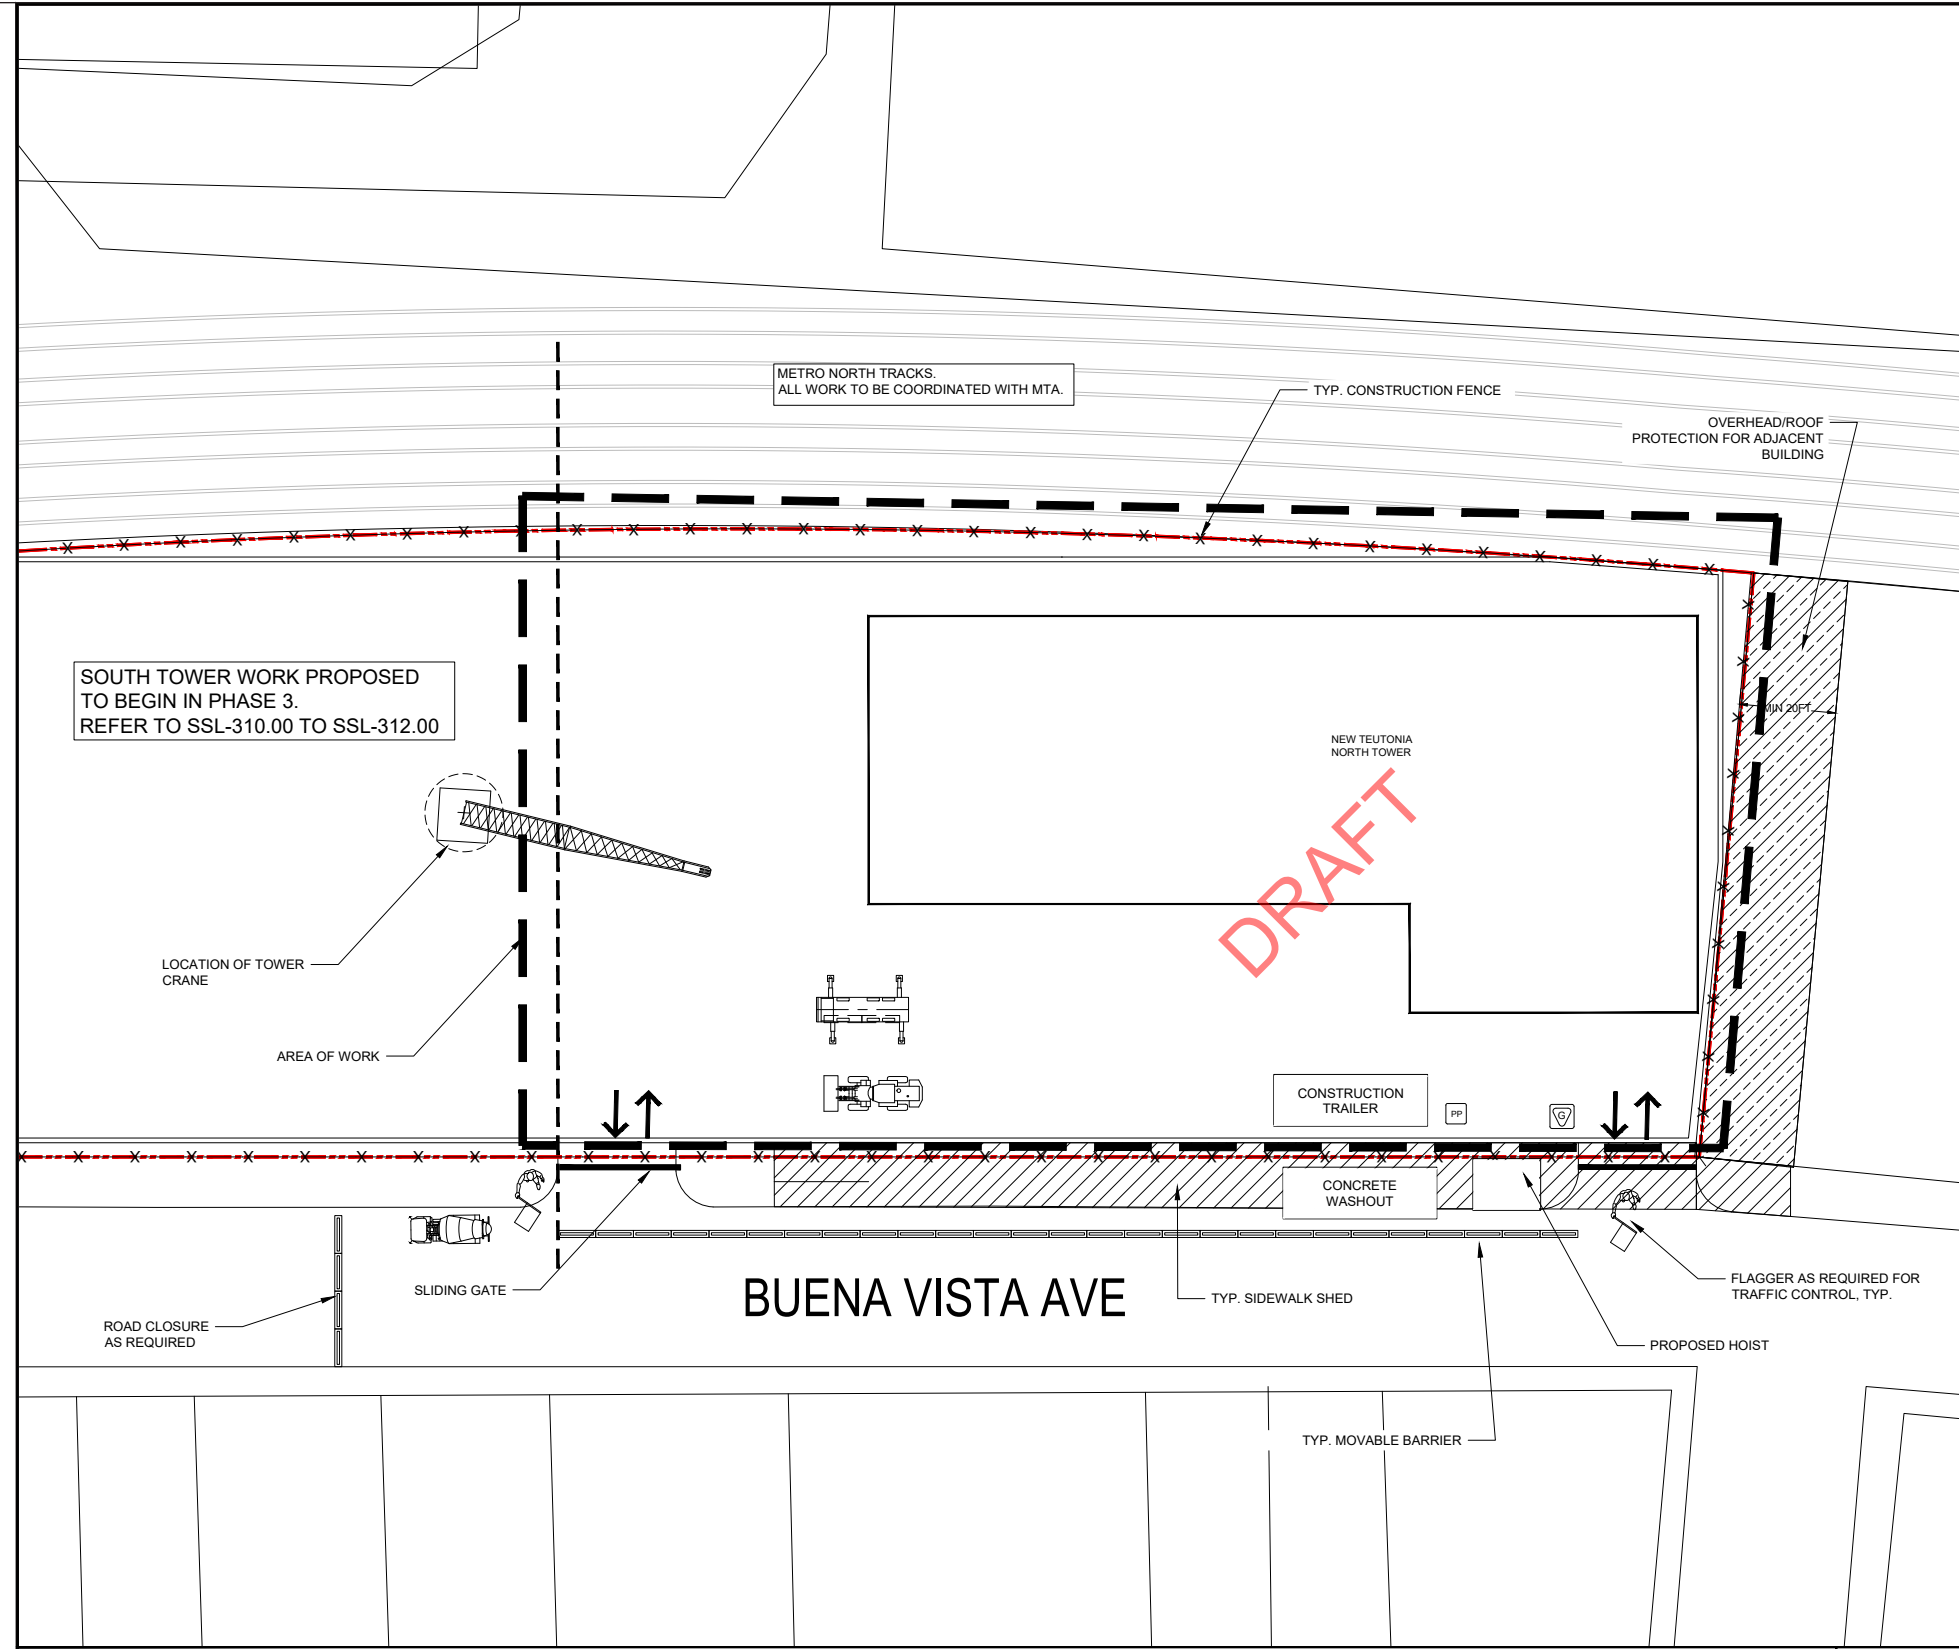 METRO NORTH TRACKS.
ALL WORK TO BE COORDINATED WITH MTA.
TYP. CONSTRUCTION FENCE
OVERHEAD/ROOF
PROTECTION FOR ADJACENT
BUILDING
SOUTH TOWER WORK PROPOSED
TO BEGIN IN PHASE 3.
REFER TO SSL-310.00 TO SSL-312.00
MIN 20FT.
NEW TEUTONIA
NORTH TOWER
DRAFT
LOCATION OF TOWER
CRANE
AREA OF WORK
CONSTRUCTION
TRAILER
PP
G
CONCRETE
WASHOUT
SLIDING GATE
BUENA VISTA AVE
TYP. SIDEWALK SHED
FLAGGER AS REQUIRED FOR
TRAFFIC CONTROL, TYP.
ROAD CLOSURE
AS REQUIRED
PROPOSED HOIST
TYP. MOVABLE BARRIER